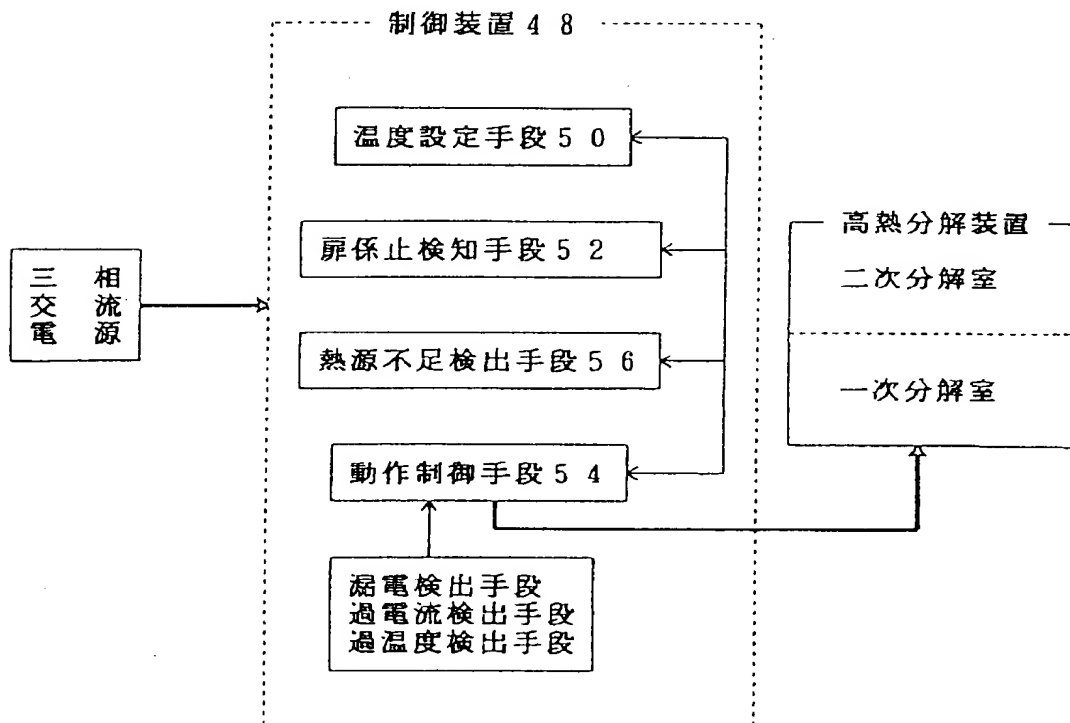 制御装置48
温度設定手段50
扉係止検知手段52
熱源不足検出手段56
動作制御手段54
漏電検出手段
過電流検出手段
過温度検出手段
三相
交流
電源
高熱分解装置
二次分解室
一次分解室